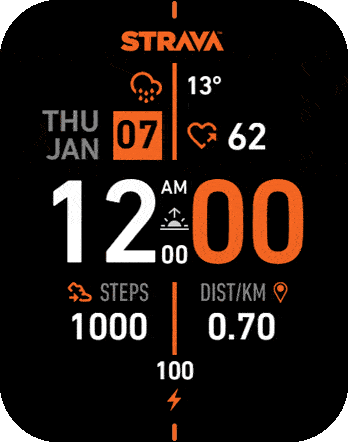 STRAVA
13°
THU
JAN
07
62
12
AM
00
00
STEPS
DIST/KM
1000
0.70
100